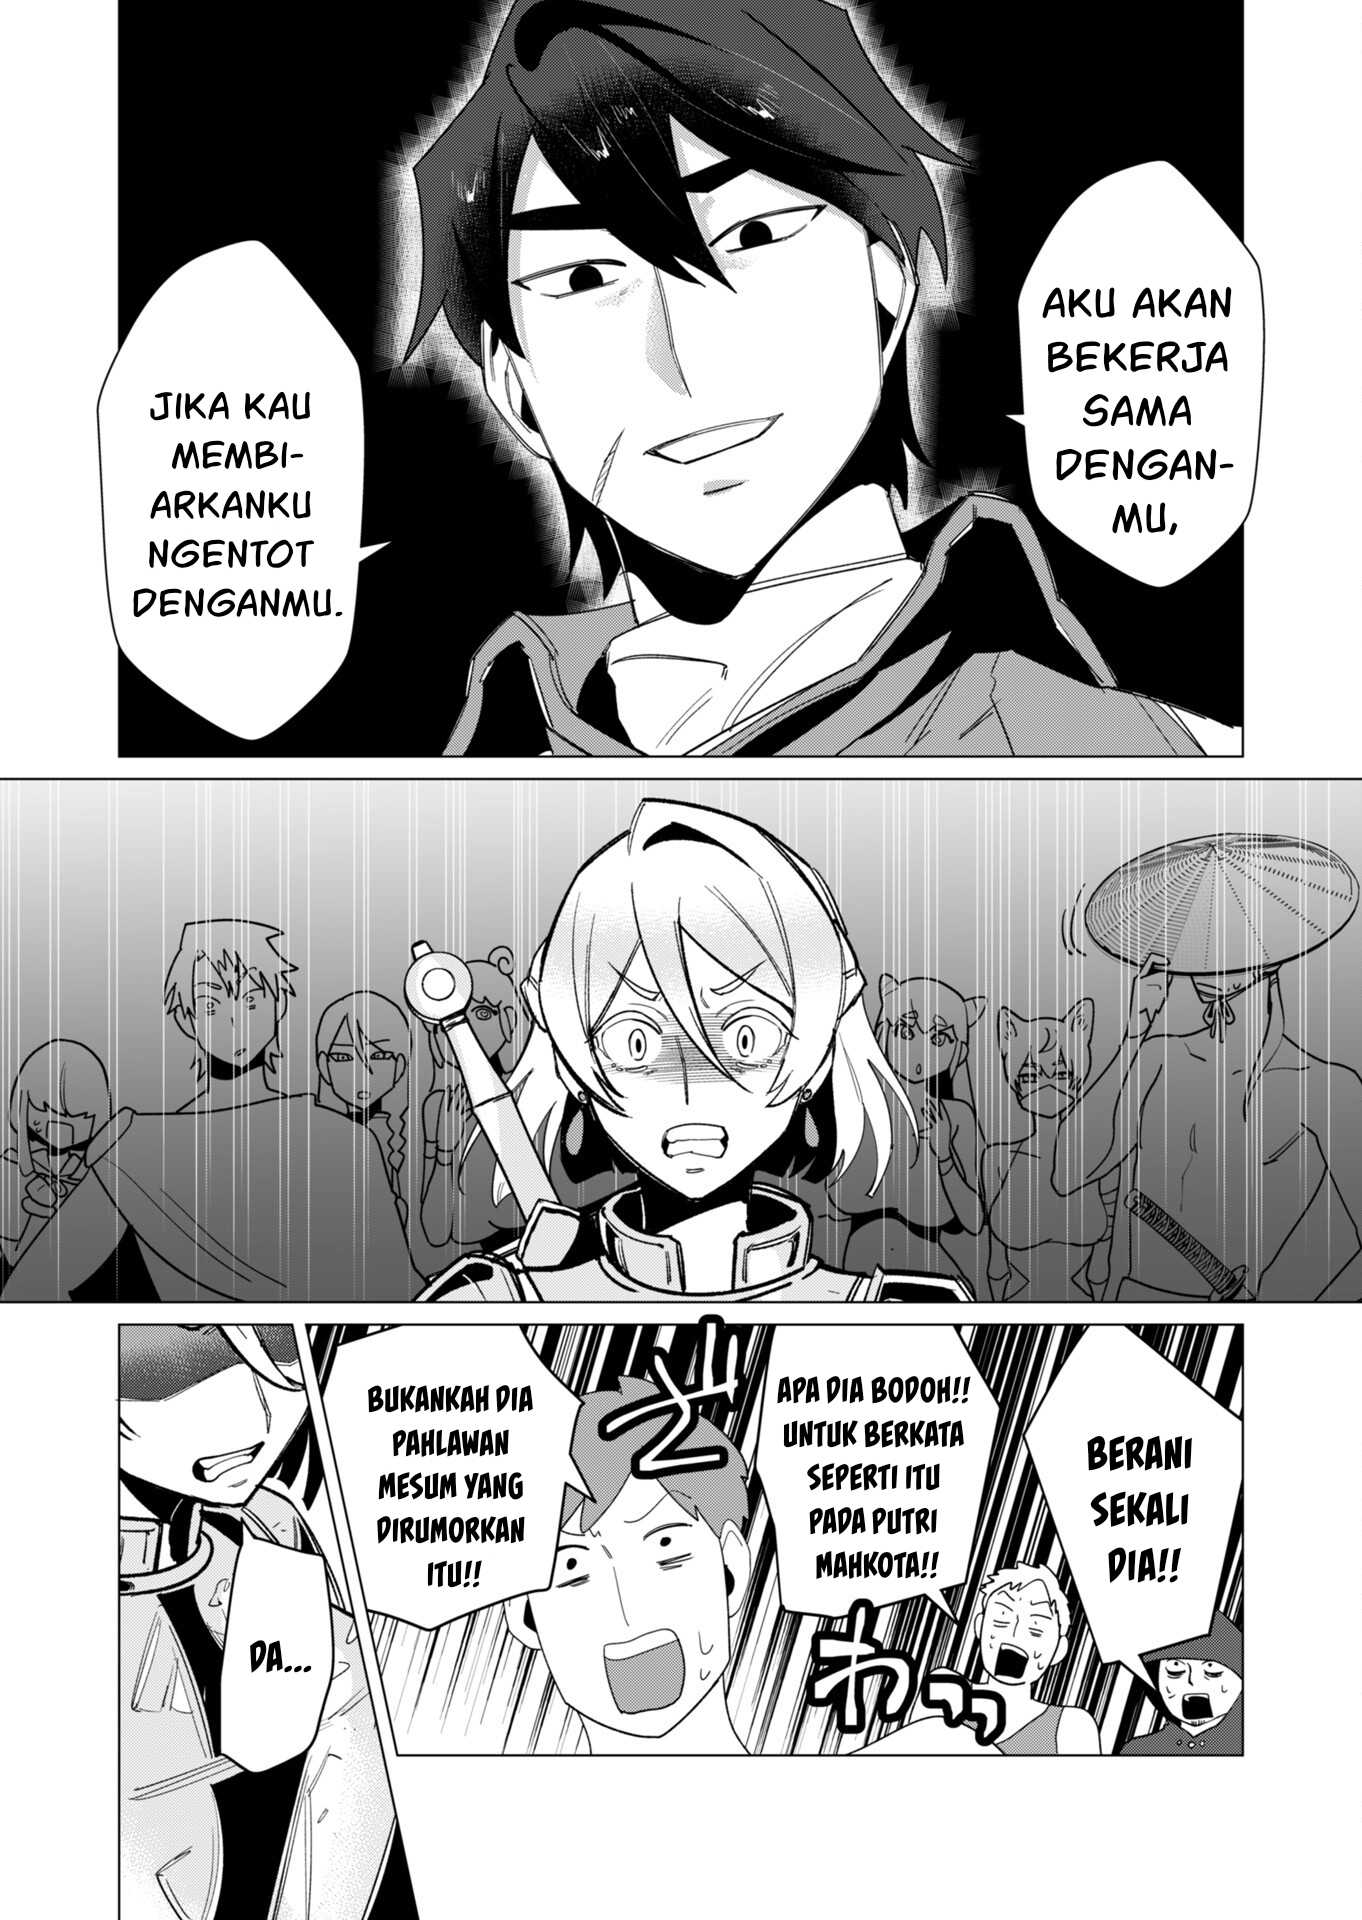 AKU AKAN
BEKERJA
SAMA
DENGAN-
MU,
JIKA KAU
MEMBI-
ARKANKU
NGENTOT
DENGANMU.
BERANI
SEKALI
DIA!!
APA DIA BODOH!!
UNTUK BERKATA
SEPERTI ITU
PADA PUTRI
MAHKOTA!!
BUKANKAH DIA
PAHLAWAN
MESUM YANG
DIRUMORKAN
ITU!!
ざ
わっっ
DA...